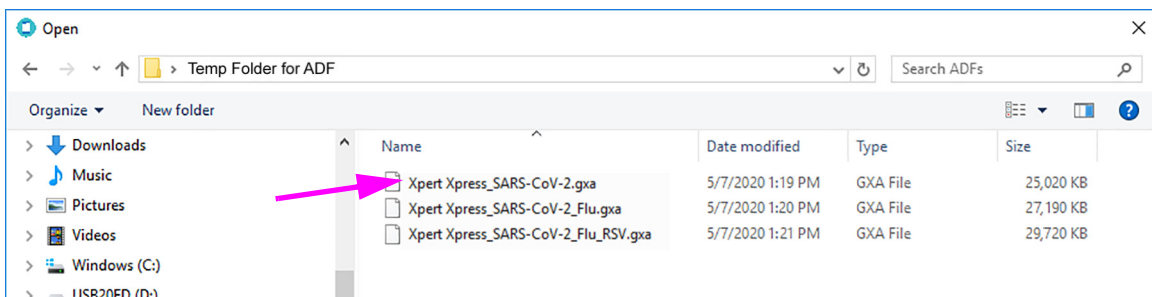 Open
Temp Folder for ADF
Search ADFs
Organize
New folder
Name
Date modified
Type
Size
Downloads
Music
Pictures
Videos
Windows (C:)
Xpert Xpress_SARS-CoV-2.gxa 5/7/2020 1:19 PM GXA File 25,020 KB
Xpert Xpress_SARS-CoV-2_Flu.gxa 5/7/2020 1:20 PM GXA File 27,190 KB
Xpert Xpress_SARS-CoV-2_Flu_RSV.gxa 5/7/2020 1:21 PM GXA File 29,720 KB